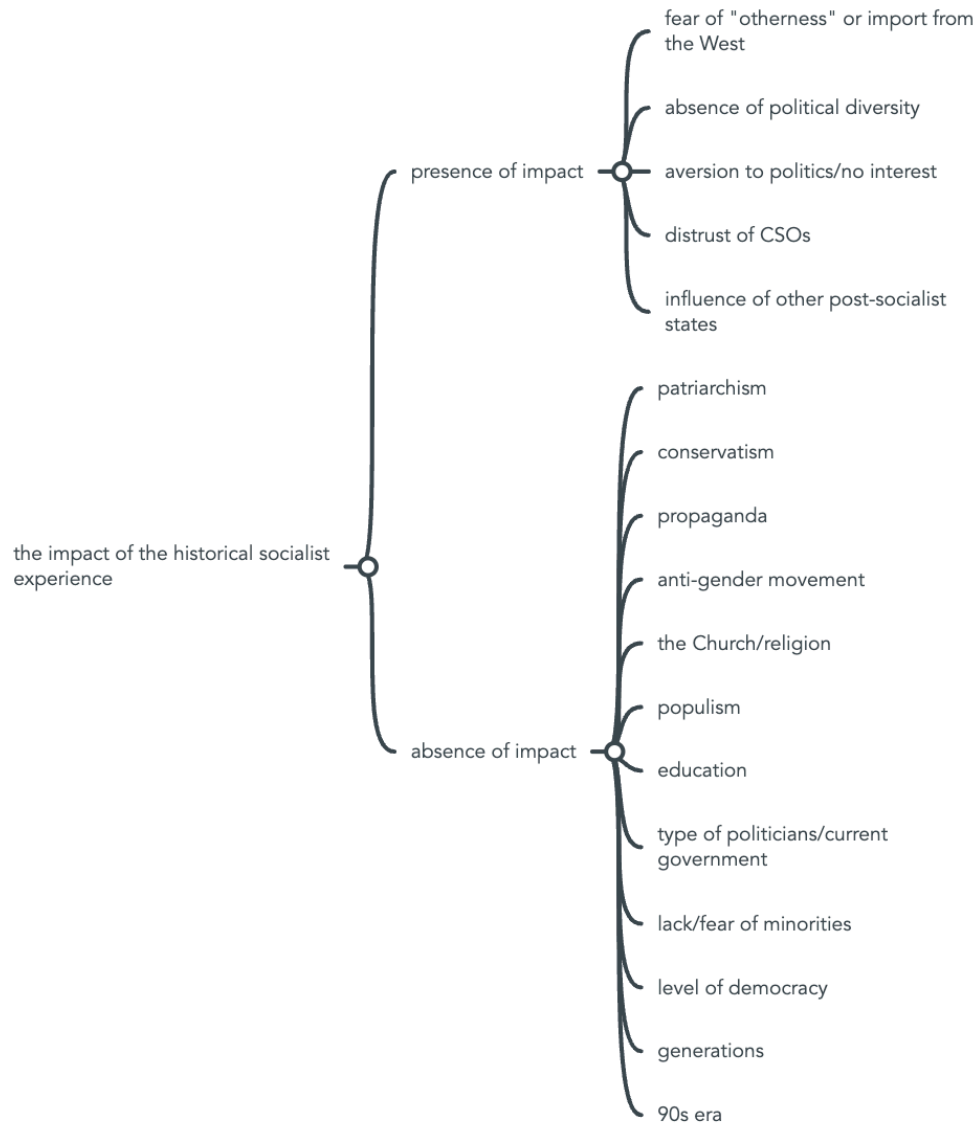 fear of "otherness" or import from
the West
absence of political diversity
presence of impact
aversion to politics/no interest
distrust of CSOs
influence of other post-socialist
states
patriarchism
conservatism
propaganda
the impact of the historical socialist
experience
anti-gender movement
the Church/religion
populism
absence of impact
education
type of politicians/current
government
lack/fear of minorities
level of democracy
generations
90s era